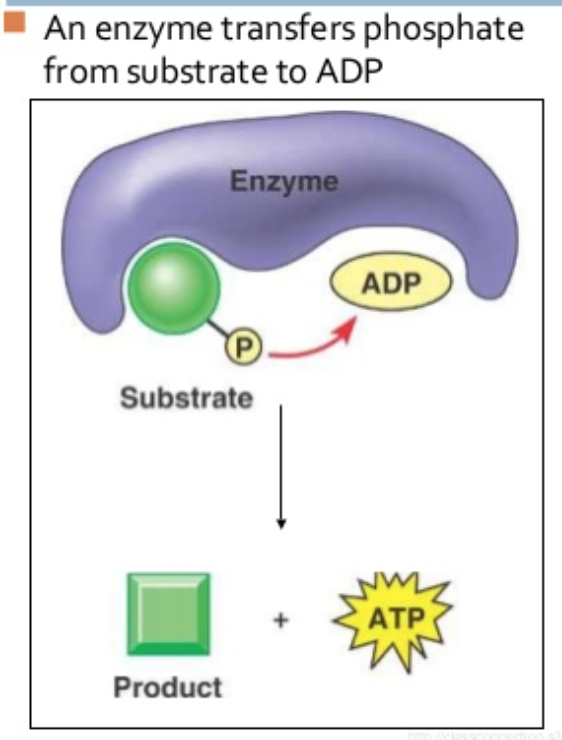 An enzyme transfers phosphate
from substrate to ADP
Enzyme
ADP
P
Substrate
+
ATP
Product